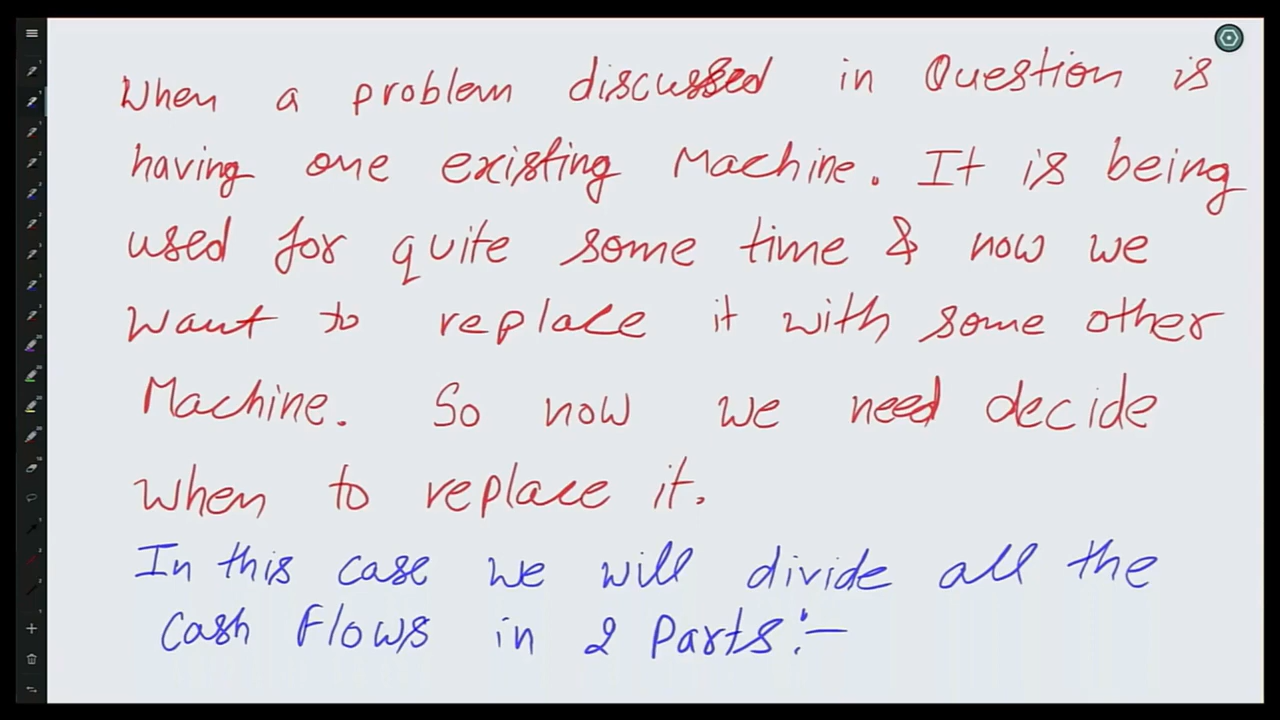 When a problem discussed in Question is
having one existing Machine. It is being
used for quite some time & now we
want to replace it with some other
Machine. So now we need decide
when to replace it.
In this case we will divide all the
Cash Flows in 2 Parts :-